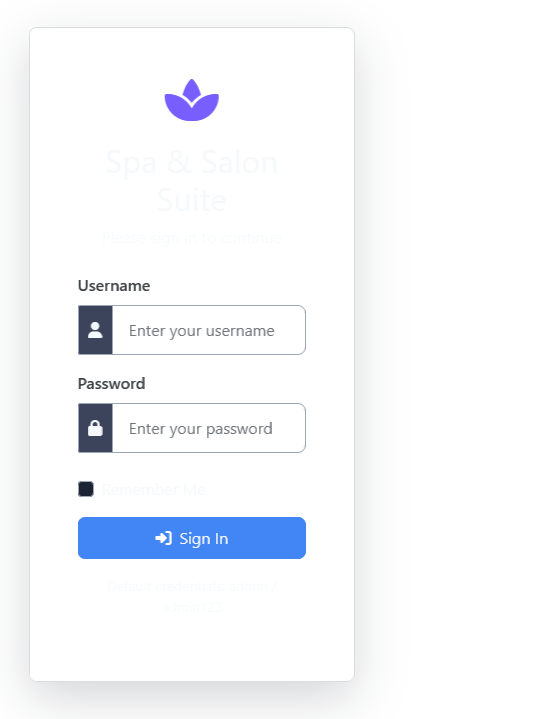 Spa & Salon
Suite
Please sign in to continue
Username
Enter your username
Password
Enter your password
Remember Me
Sign In
Default credentials: admin /
admin123